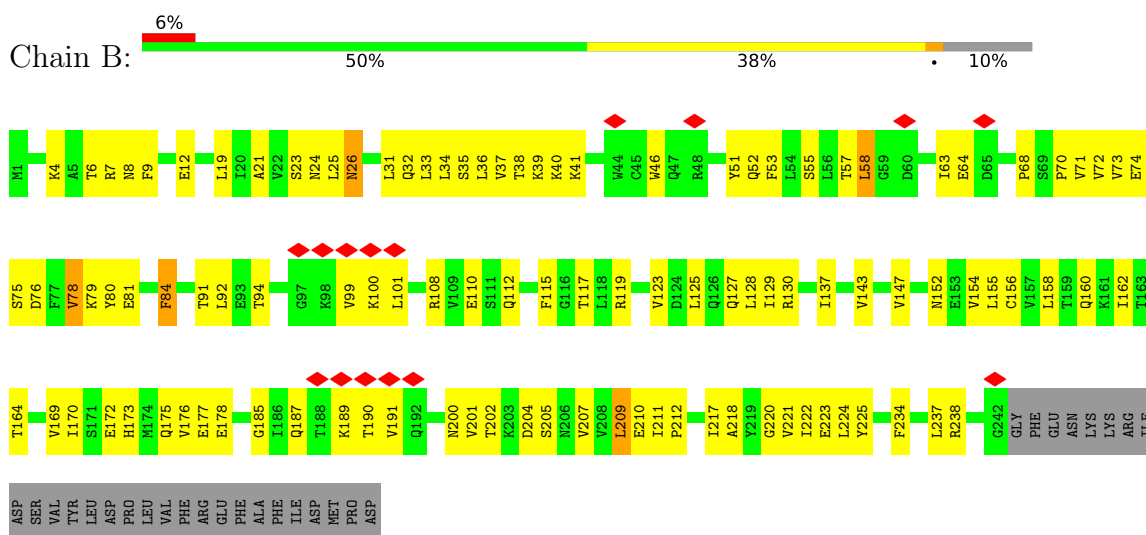 6%
Chain B:
50% 38% • 10%
M1 K4 A5 T6 R7 N8 F9 E12 L19 I20 A21 V22 S23 N24 L25 N26 L31 Q32 L33 L34 S35 L36 V37 T38 K39 K40 K41 W44 C45 W46 Q47 R48 Y51 Q52 F53 L54 S55 L56 T57 L58 G59 D60 I63 E64 D65 P68 S69 P70 V71 V72 V73 E74
S75 D76 F77 V78 K79 Y80 E81 F84 T91 L92 E93 T94 G97 K98 V99 K100 L101 R108 V109 E110 S111 Q112 F115 G116 T117 L118 R119 V123 D124 L125 Q126 Q127 L128 I129 R130 I137 V143 V147 N152 E153 V154 L155 C156 V157 L158 T159 Q160 K161 I162 T163
T164 V169 I170 S171 E172 H173 M174 Q175 V176 E177 E178 G185 I186 Q187 T188 K189 T190 V191 Q192 N200 V201 T202 K203 D204 S205 N206 V207 V208 L209 E210 I211 P212 I217 A218 Y219 G220 V221 I222 E223 L224 Y225 F234 L237 R238 G242 GLY PHE GLU ASN LYS LYS ARG ILE
ASP SER VAL TYR LEU ASP PRO LEU VAL PHE ARG GLU PHE ALA PHE ILE ASP MET PRO ASP